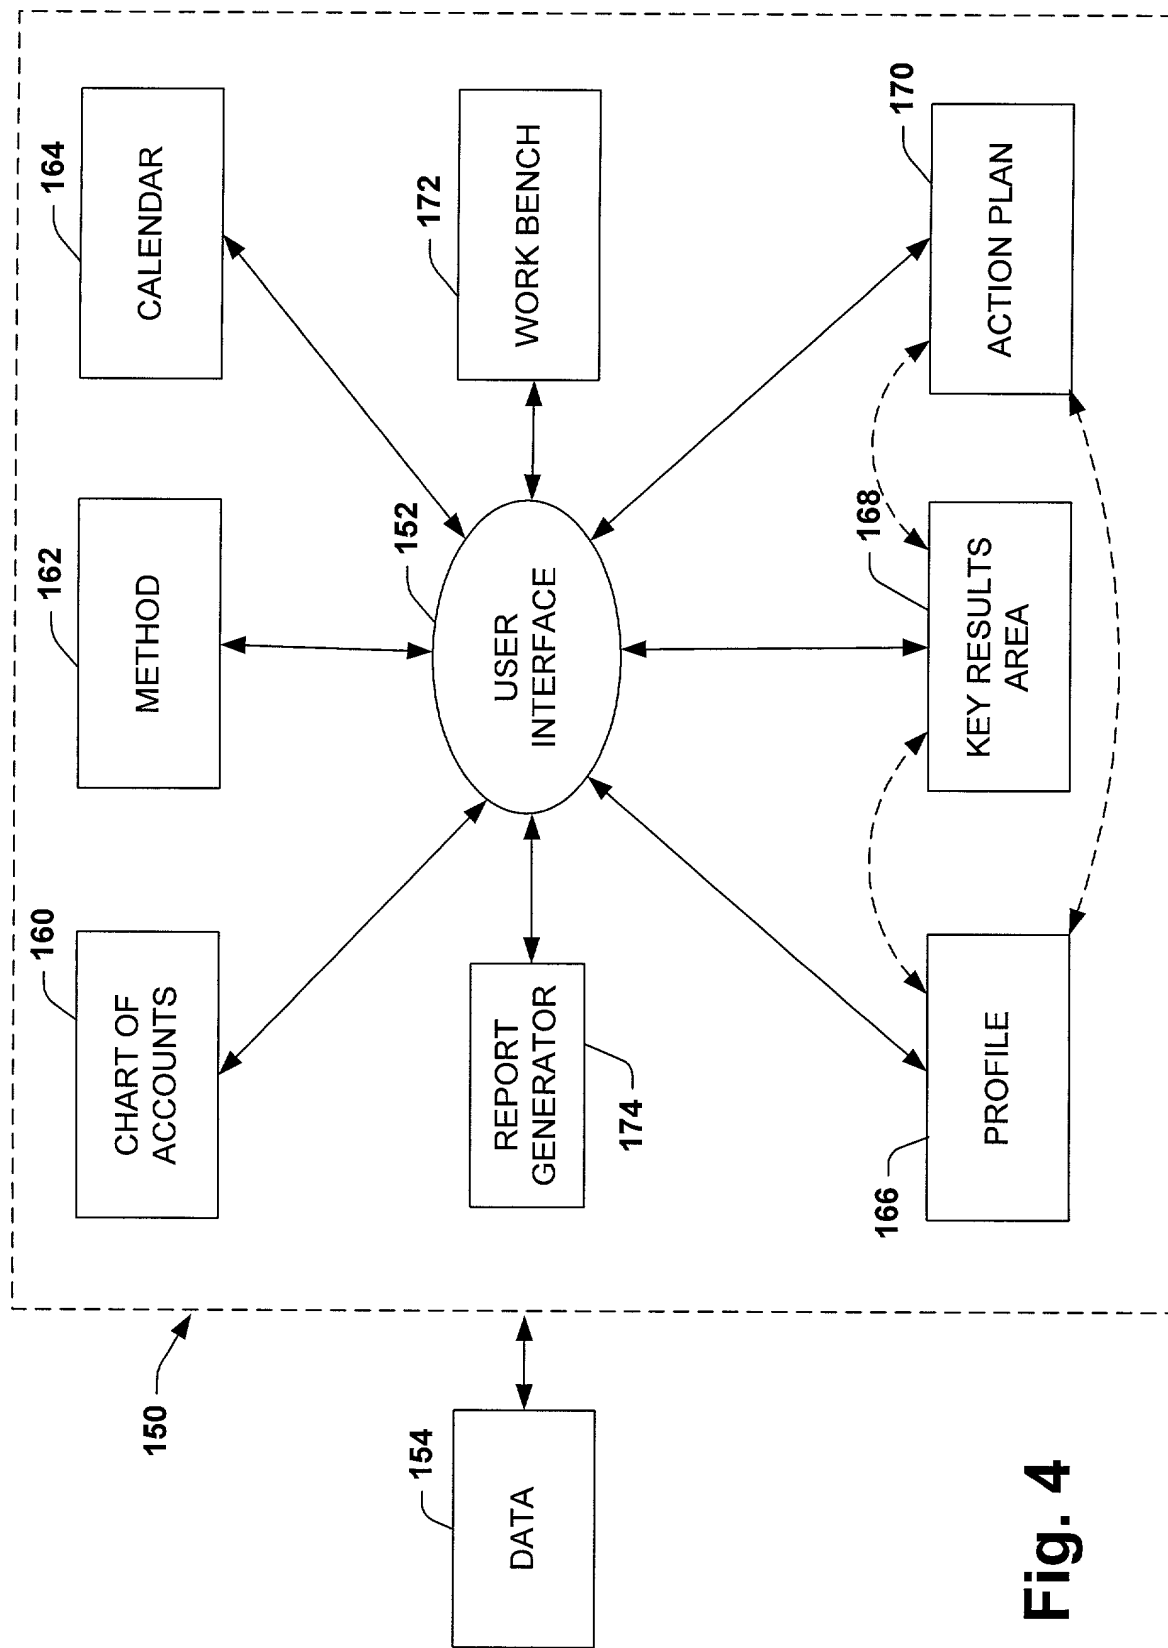 160
CHART OF
ACCOUNTS
162
METHOD
164
CALENDAR
150
152
USER
INTERFACE
154
DATA
REPORT
GENERATOR
174
172
WORK BENCH
166
PROFILE
168
KEY RESULTS
AREA
170
ACTION PLAN
Fig. 4